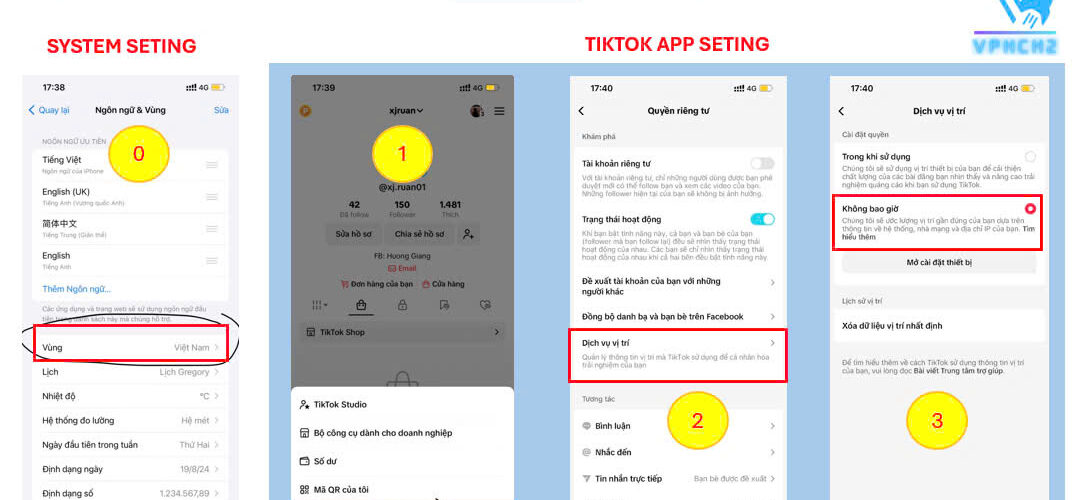 SYSTEM SETING
TIKTOK APP SETING
VPNCH2
17:38
4G
Quay lại
Ngôn ngữ & Vùng
Sửa
NGÔN NGỮ ƯU TIÊN
0
Tiếng Việt
Ngôn ngữ của iPhone
English (UK)
Tiếng Anh (Vương quốc Anh)
简体中文
Tiếng Trung (Giản thể)
English
Tiếng Anh
Thêm Ngôn ngữ...
Các ứng dụng và trang web sẽ sử dụng ngôn ngữ đầu
tiên trong danh sách này mà chúng hỗ trợ.
Vùng
Việt Nam
Lịch
Lịch Gregory
Nhiệt độ
°C
Hệ thống đo lường
Hệ mét
Ngày đầu tiên trong tuần
Thứ Hai
Định dạng ngày
19/8/24
Định dạng số
1.234.567,89
17:39
4G
P
xjruan
1
@xj.ruan01
42
150
1.481
Đã follow
Follower
Thích
Sửa hồ sơ
Chia sẻ hồ sơ
FB: Huong Giang
Email
Đơn hàng của bạn
Cửa hàng
TikTok Shop
TikTok Studio
Bộ công cụ dành cho doanh nghiệp
Số dư
Mã QR của tôi
17:40
4G
Quyền riêng tư
Khám phá
Tài khoản riêng tư
Với tài khoản riêng tư, chỉ những người dùng được bạn phê
duyệt mới có thể follow bạn và xem các video của bạn.
Những follower hiện tại của bạn sẽ không bị ảnh hưởng.
Trạng thái hoạt động
Khi bạn bật tính năng này, cả bạn và bạn bè của bạn
(follower mà bạn follow lại) đều sẽ nhìn thấy trạng thái
hoạt động của nhau. Các bạn sẽ chỉ nhìn thấy trạng thái
hoạt động của nhau khi cả hai bên đều bật tính năng này.
Đề xuất tài khoản của bạn với những
người khác
Đồng bộ danh bạ và bạn bè trên Facebook
Dịch vụ vị trí
Quản lý thông tin vị trí mà TikTok sử dụng để cá nhân hóa
trải nghiệm của bạn
Tương tác
2
Bình luận
Nhắc đến
Tin nhắn trực tiếp
Bạn bè được đề xuất
17:40
4G
Dịch vụ vị trí
Cài đặt quyền
Trong khi sử dụng
Chúng tôi sẽ sử dụng vị trí thiết bị của bạn để cải thiện
chất lượng của các bài đăng bạn nhìn thấy và nâng cao trải
nghiệm quảng cáo khi bạn sử dụng TikTok.
Không bao giờ
Chúng tôi sẽ ước lượng vị trí gần đúng của bạn dựa trên
thông tin về hệ thống, nhà mạng và địa chỉ IP của bạn. Tìm
hiểu thêm
Mở cài đặt thiết bị
Lịch sử vị trí
Xóa dữ liệu vị trí nhất định
Để tìm hiểu thêm về cách TikTok sử dụng thông tin vị trí
của bạn, vui lòng đọc Bài viết Trung tâm trợ giúp.
3